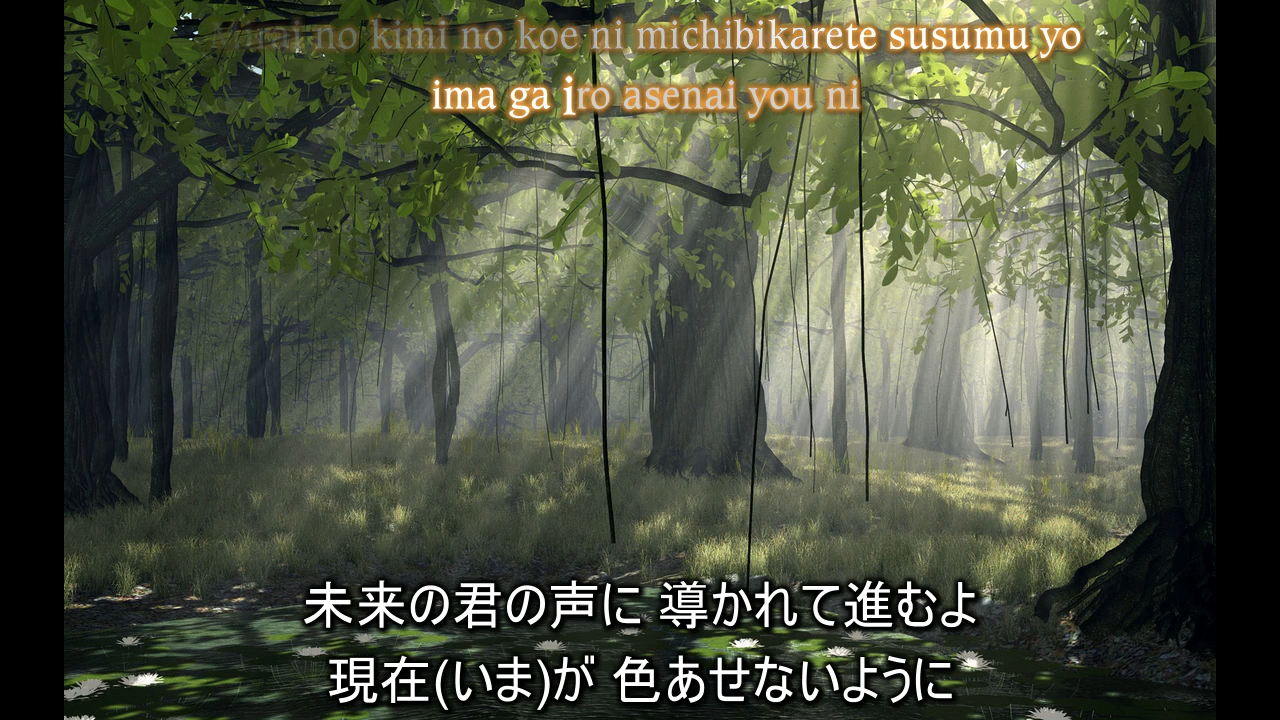 no kimi no koe ni michibikarete susumu yo
ima ga iro asenai you ni
未来の君の声に 導かれて進むよ
現在(いま)が 色あせないように